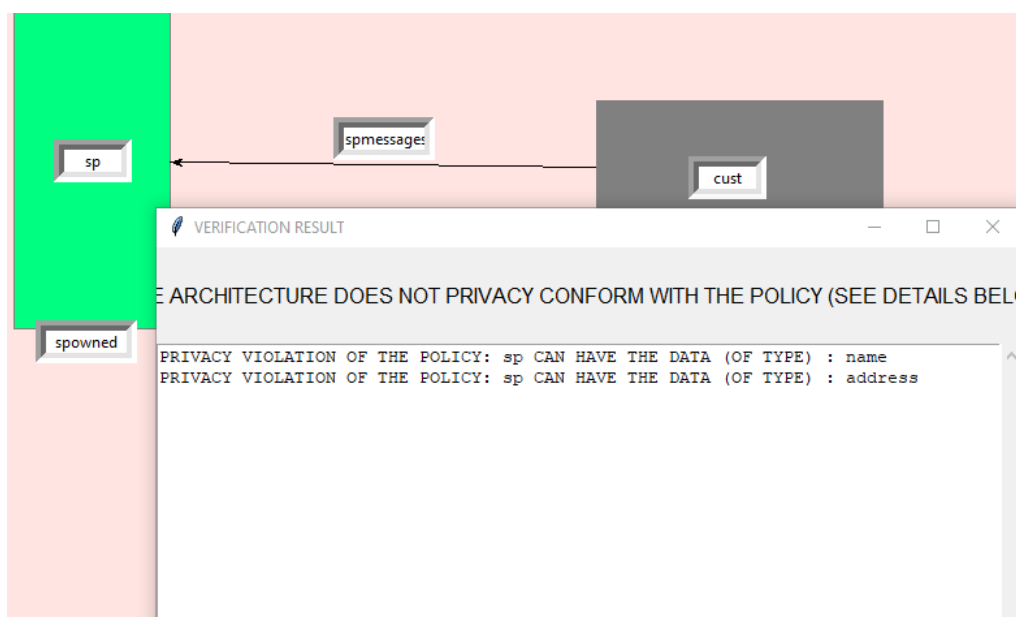 spmessages
sp
cust
VERIFICATION RESULT
E ARCHITECTURE DOES NOT PRIVACY CONFORM WITH THE POLICY (SEE DETAILS BEL
spowned
PRIVACY VIOLATION OF THE POLICY: sp CAN HAVE THE DATA (OF TYPE) : name
PRIVACY VIOLATION OF THE POLICY: sp CAN HAVE THE DATA (OF TYPE) : address